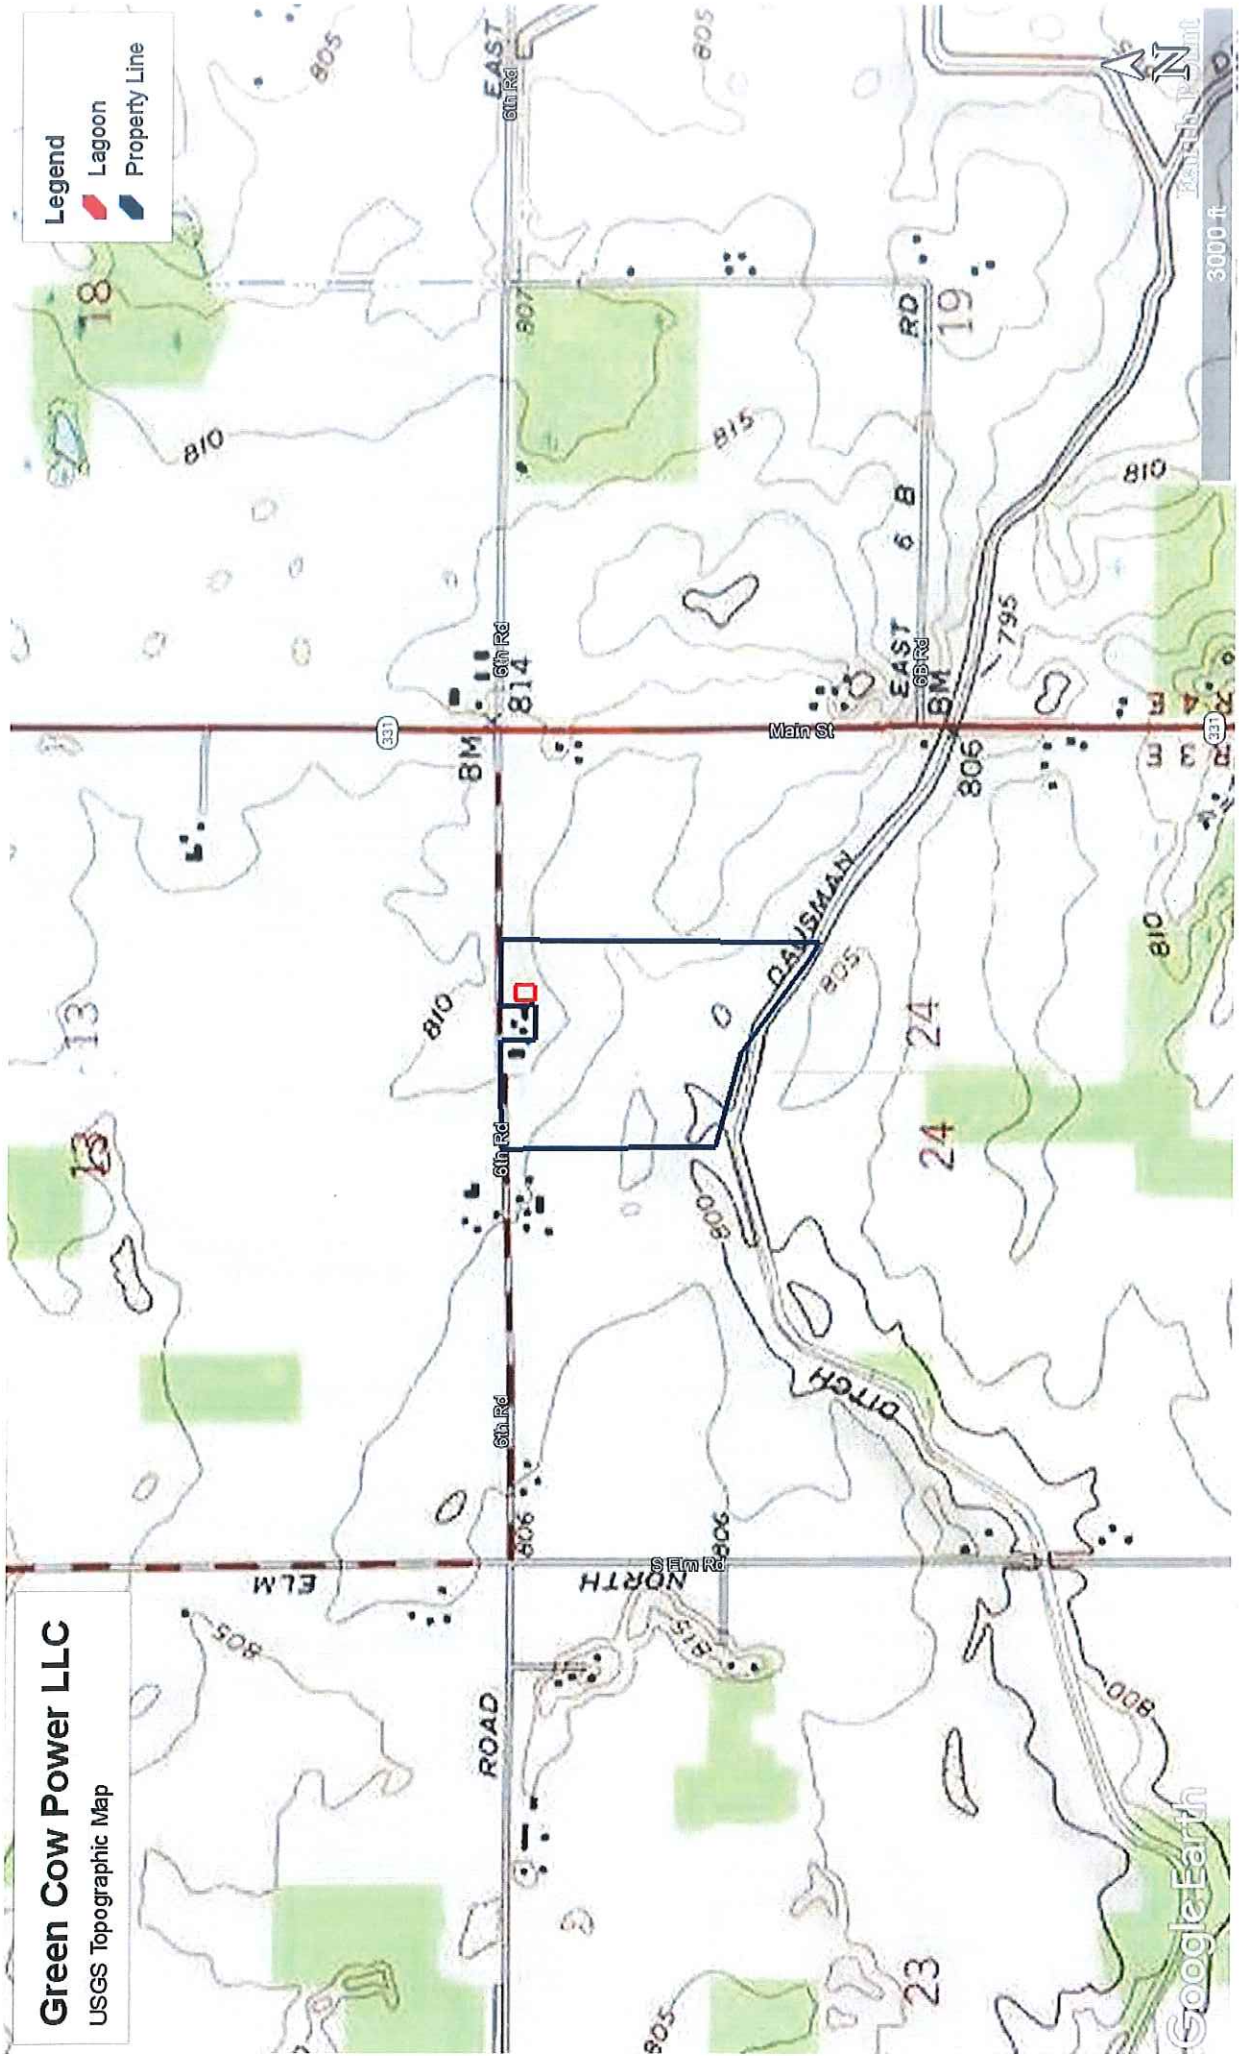 Green Cow Power LLC
USGS Topographic Map
Legend
Lagoon
Property Line
18
13
13
805
805
810
810
ELM
331
BM
814
ROAD
6th Rd
6th Rd
6th Rd
6th Rd
EAST
806
807
NORTH
S Elm Rd
806
815
815
800
Main St
DAUSMAN
805
DITCH
EAST 6 B RD
6B Rd
BM
806
795
19
23
24
24
805
800
810
810
R 3 E
R 4 E
331
N
3000 ft
Google Earth